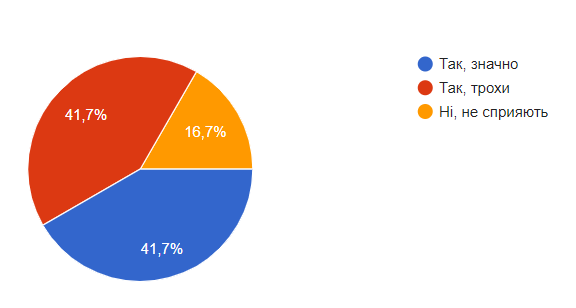 Так, значно
Так, трохи
Ні, не сприяють
41,7%
16,7%
41,7%